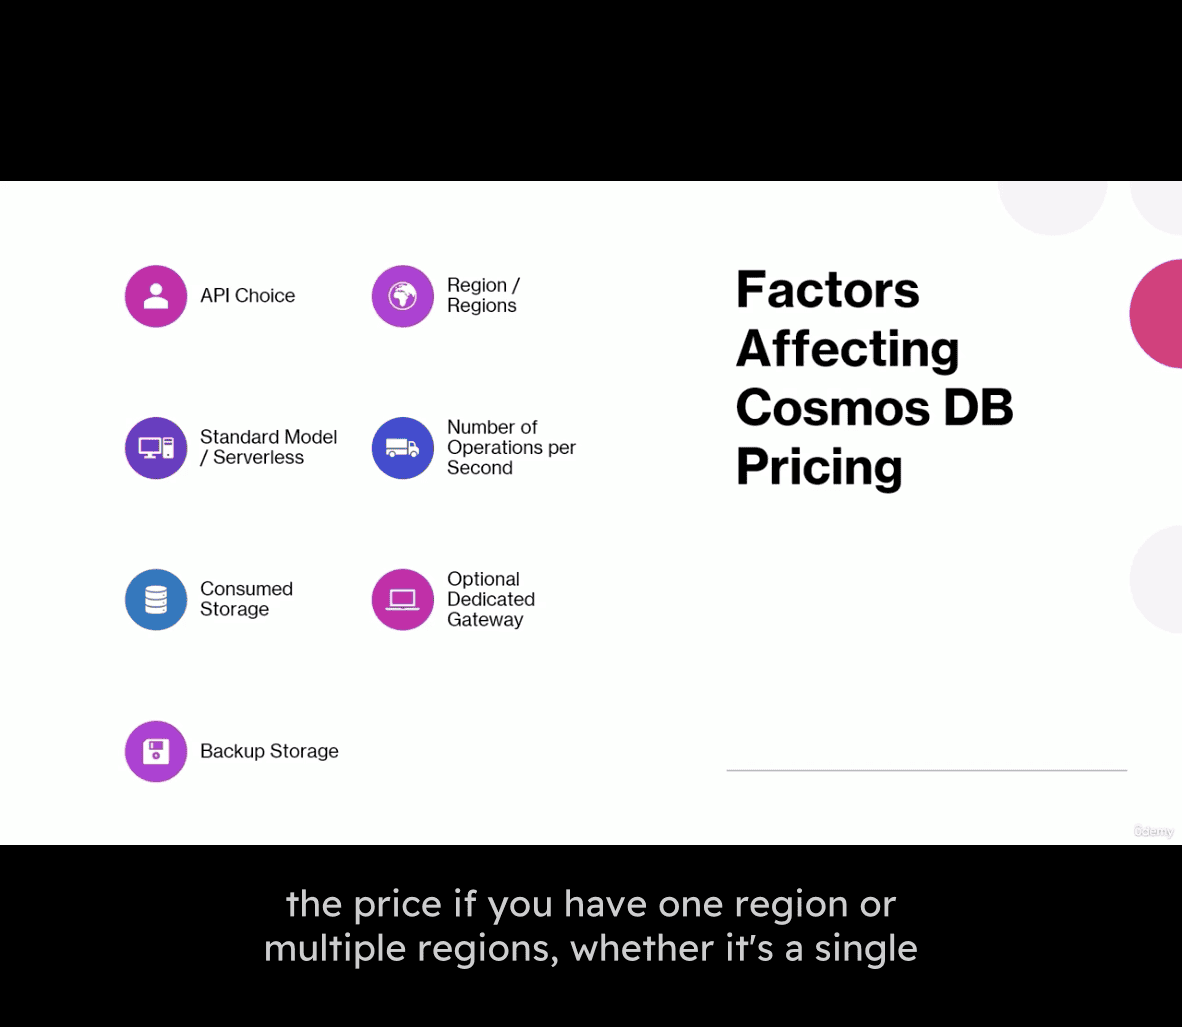 API Choice
Region /
Regions
Standard Model
/ Serverless
Number of
Operations per
Second
Consumed
Storage
Optional
Dedicated
Gateway
Backup Storage
Factors
Affecting
Cosmos DB
Pricing
ûdemy
the price if you have one region or
multiple regions, whether it's a single